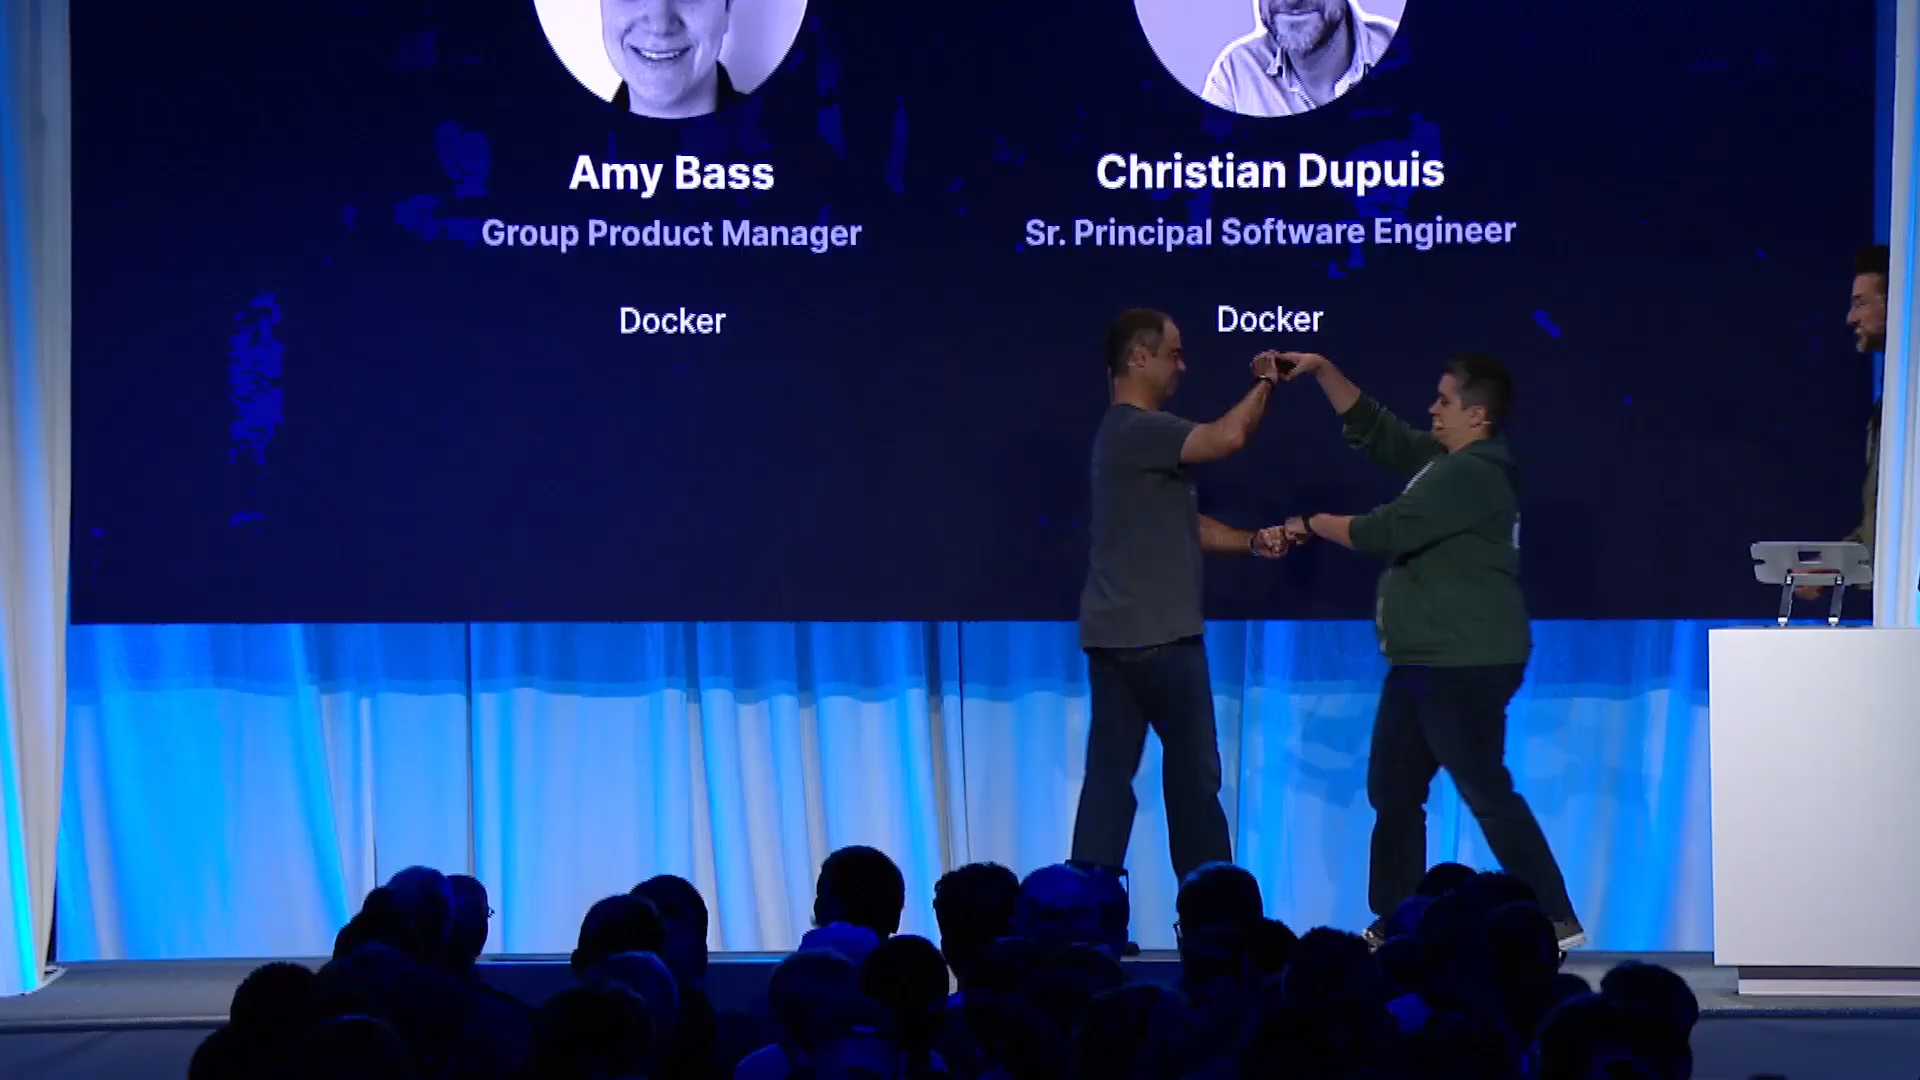 Amy Bass
Group Product Manager
Docker
Christian Dupuis
Sr. Principal Software Engineer
Docker